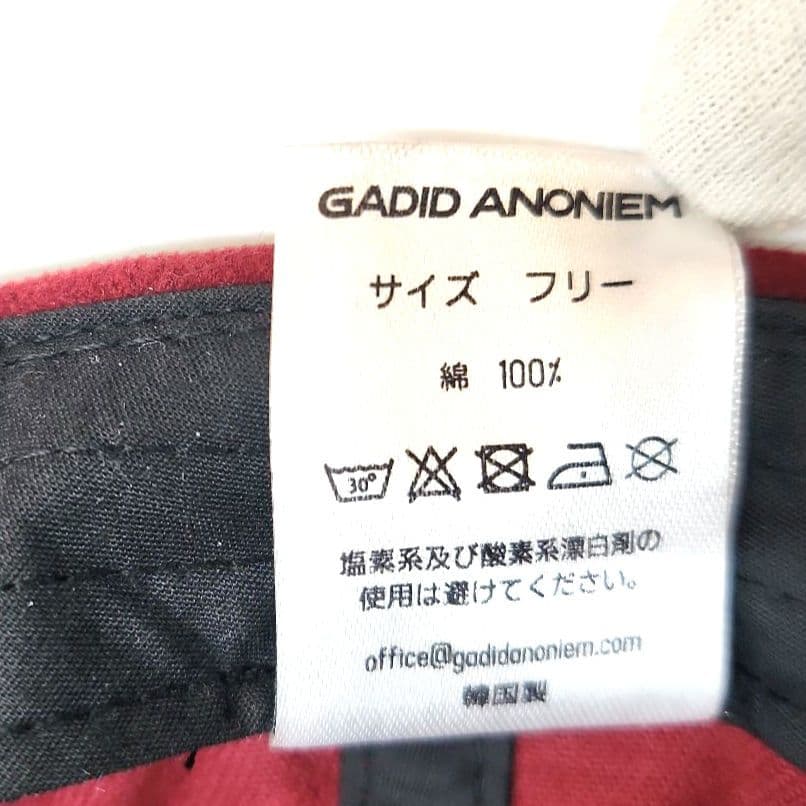 GADID ANONIEM
サイズ フリー
綿 100%
30°
塩素系及び酸素系漂白剤の
使用は避けてください。
office@gadidanoniem.com
韓国製